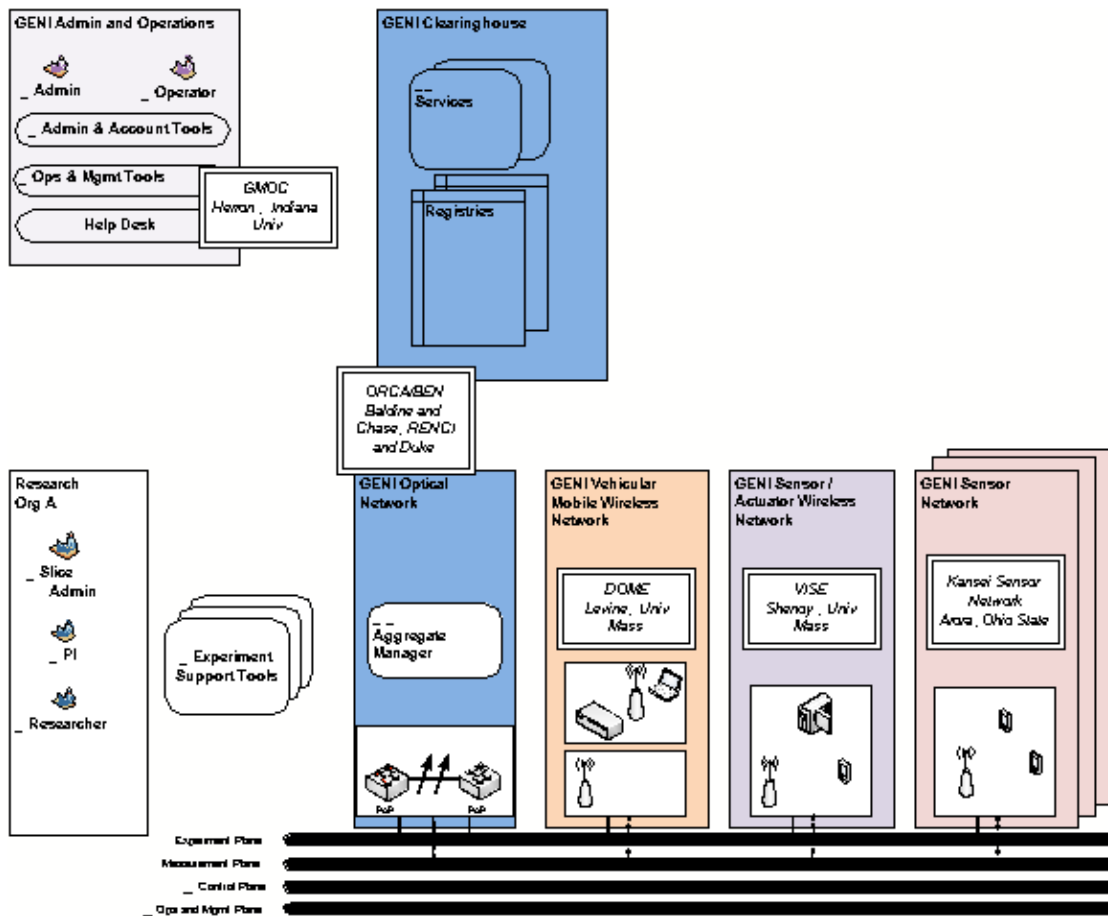 GENI Admin and Operations
_ Admin
_ Operator
_ Admin & Account Tools
_ Ops & Mgmt Tools
Help Desk
GMOC
Herron , Indiana
Univ
GENI Clearinghouse
_ _
Services
Registries
ORCA/BEN
Baldine and
Chase, RENCI
and Duke
Research
Org A
_ Slice
Admin
_ PI
_ Researcher
_ Experiment
Support Tools
GENI Optical
Network
_ _
Aggregate
Manager
PoP
PoP
GENI Vehicular
Mobile Wireless
Network
DOME
Levine, Univ
Mass
GENI Sensor /
Actuator Wireless
Network
VISE
Shenoy , Univ
Mass
GENI Sensor
Network
Kansei Sensor
Network
Arora , Ohio State
Experiment Plane
Measurement Plane
_ Control Plane
_ Ops and Mgmt Plane